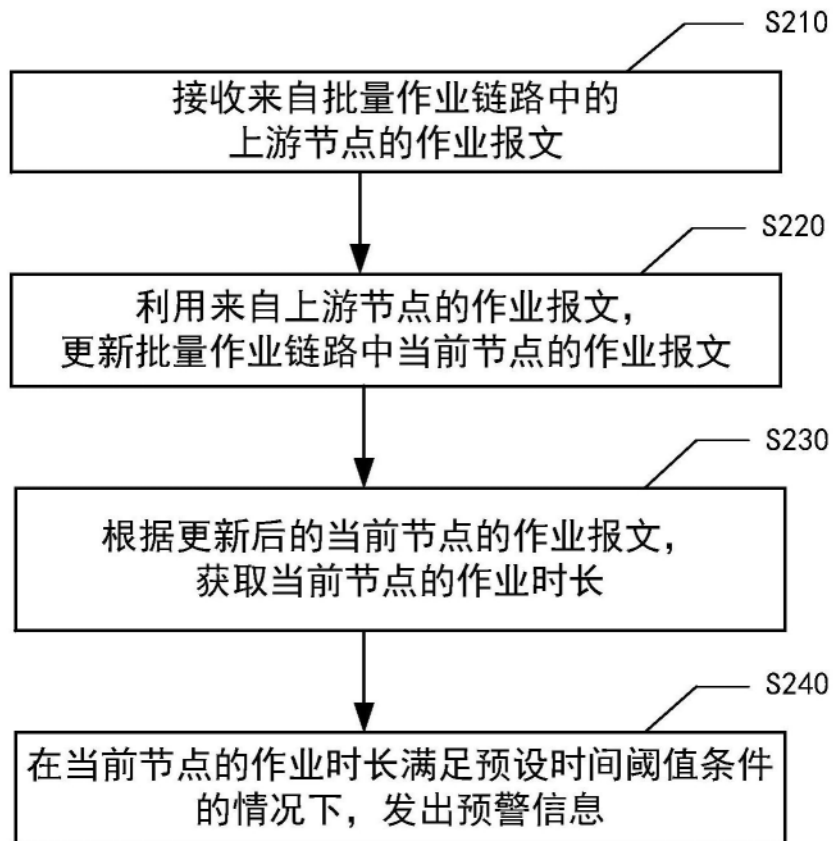 S210
接收来自批量作业链路中的
上游节点的作业报文
S220
利用来自上游节点的作业报文，
更新批量作业链路中当前节点的作业报文
S230
根据更新后的当前节点的作业报文，
获取当前节点的作业时长
S240
在当前节点的作业时长满足预设时间阈值条件
的情况下，发出预警信息